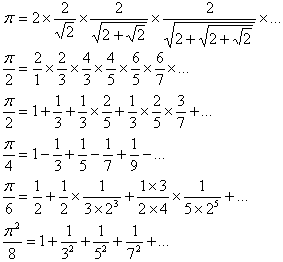 π = 2 × 2/√2 × 2/√(2+√2) × 2/√(2+√(2+√2)) × ...
π/2 = 2/1 × 2/3 × 4/3 × 4/5 × 6/5 × 6/7 × ...
π/2 = 1 + 1/3 + 1/3 × 2/5 + 1/3 × 2/5 × 3/7 + ...
π/4 = 1 − 1/3 + 1/5 − 1/7 + 1/9 − ...
π/6 = 1/2 + 1/2 × 1/(3×2³) + (1×3)/(2×4) × 1/(5×2⁵) + ...
π²/8 = 1 + 1/3² + 1/5² + 1/7² + ...